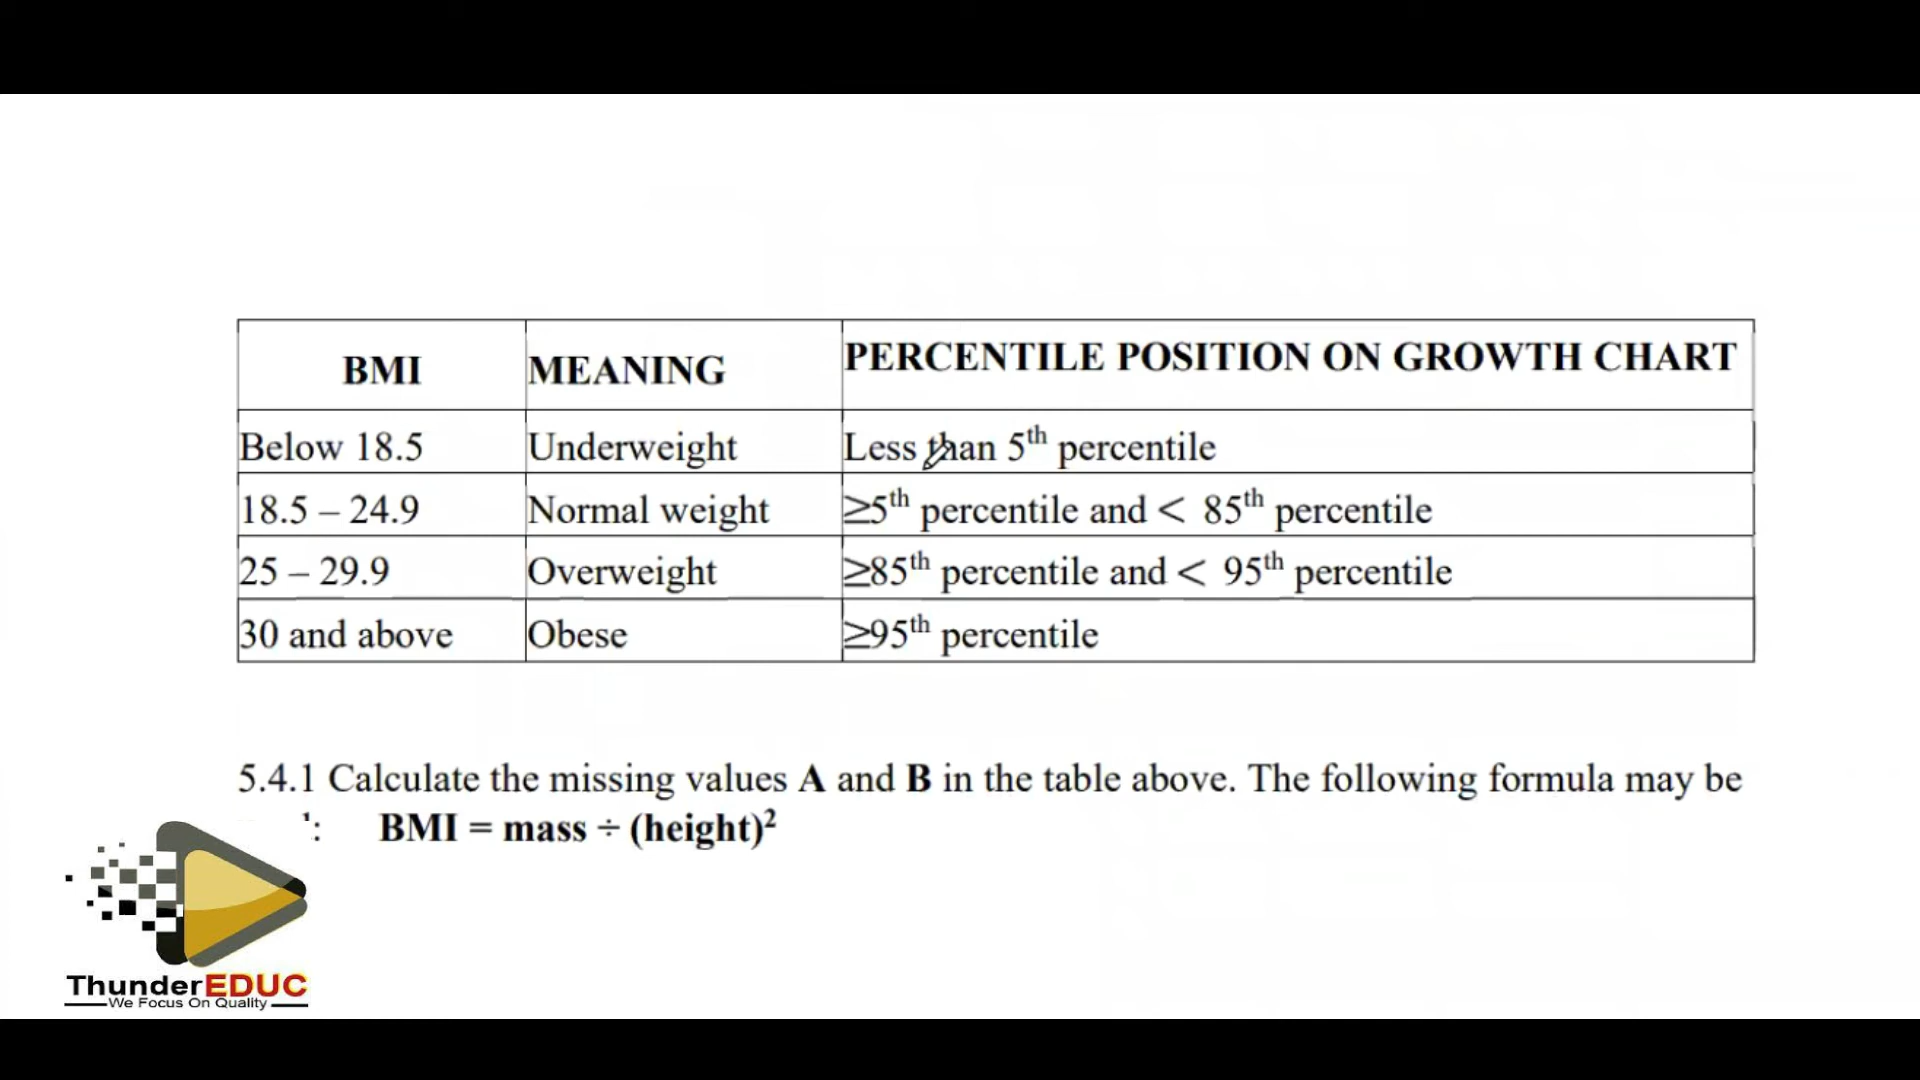 BMI MEANING PERCENTILE POSITION ON GROWTH CHART
Below 18.5 Underweight Less than 5th percentile
18.5 – 24.9 Normal weight ≥5th percentile and < 85th percentile
25 – 29.9 Overweight ≥85th percentile and < 95th percentile
30 and above Obese ≥95th percentile
5.4.1 Calculate the missing values A and B in the table above. The following formula may be
: BMI = mass ÷ (height)²
ThunderEDUC
We Focus On Quality